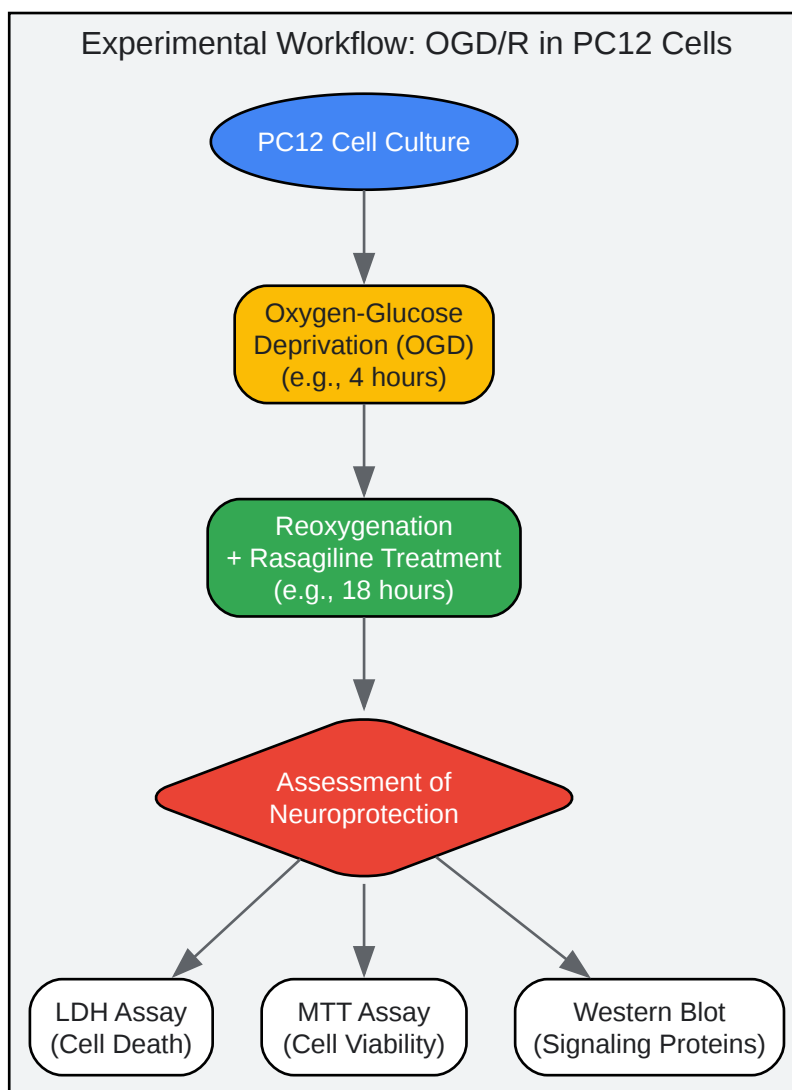 Experimental Workflow: OGD/R in PC12 Cells
PC12 Cell Culture
Oxygen-Glucose
Deprivation (OGD)
(e.g., 4 hours)
Reoxygenation
+ Rasagiline Treatment
(e.g., 18 hours)
Assessment of
Neuroprotection
LDH Assay
(Cell Death)
MTT Assay
(Cell Viability)
Western Blot
(Signaling Proteins)